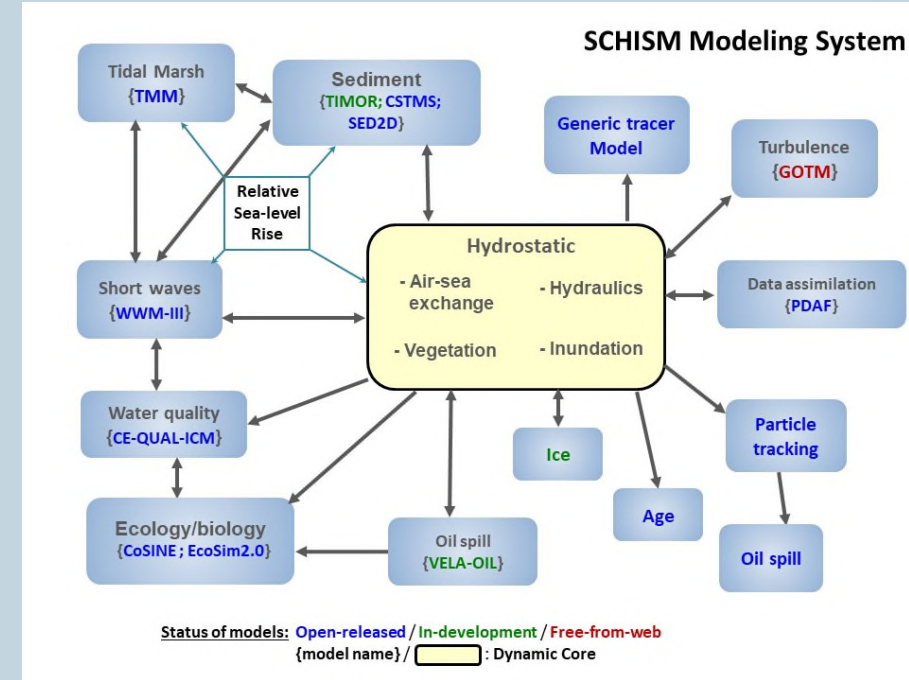 SCHISM Modeling System
Tidal Marsh
{TMM}
Sediment
{TIMOR; CSTMS;
SED2D}
Generic tracer
Model
Turbulence
{GOTM}
Relative
Sea-level
Rise
Hydrostatic
- Air-sea
exchange
- Hydraulics
- Vegetation
- Inundation
Short waves
{WWM-III}
Data assimilation
{PDAF}
Water quality
{CE-QUAL-ICM}
Ice
Particle
tracking
Ecology/biology
{CoSINE ; EcoSim2.0}
Oil spill
{VELA-OIL}
Age
Oil spill
Status of models: Open-released / In-development / Free-from-web
{model name} / : Dynamic Core